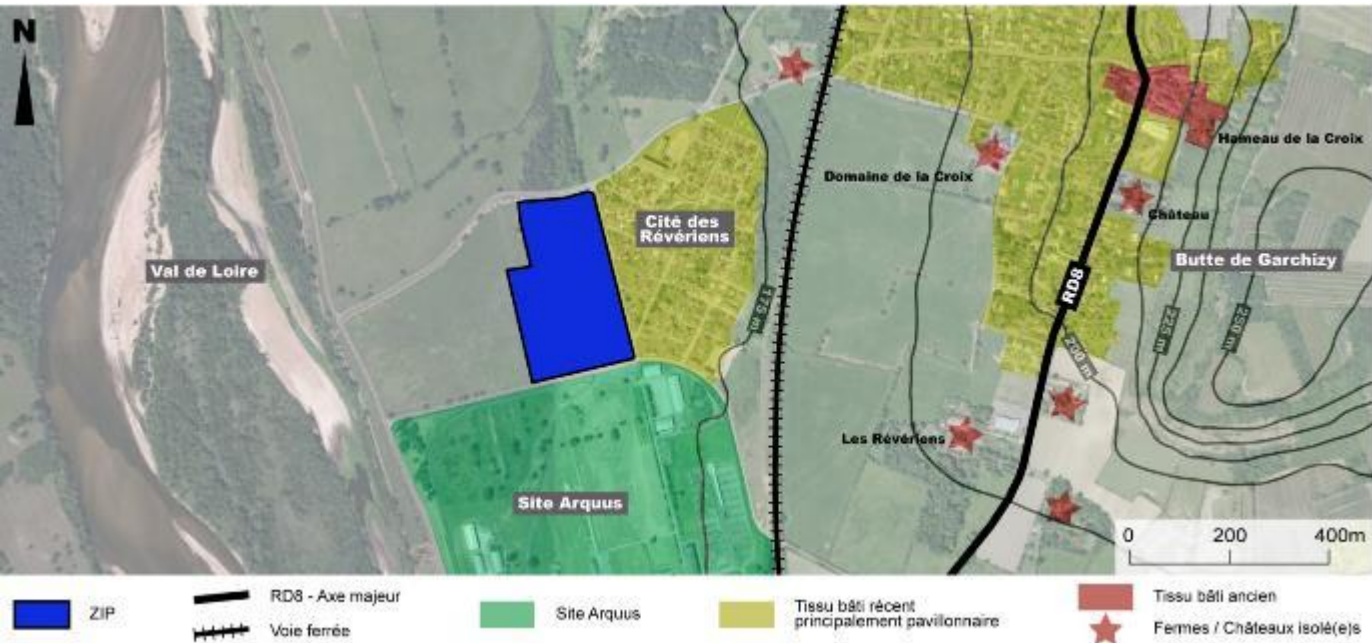 N
Hameau de la Croix
Domaine de la Croix
Château
Cité des
Révériens
Val de Loire
Butte de Garchizy
RD8
175 m
225 m
250 m
200 m
Les Révériens
Site Arquus
0 200 400m
ZIP
RD8 - Axe majeur
Voie ferrée
Site Arquus
Tissu bâti récent
principalement pavillonnaire
Tissu bâti ancien
Fermes / Châteaux isolé(e)s